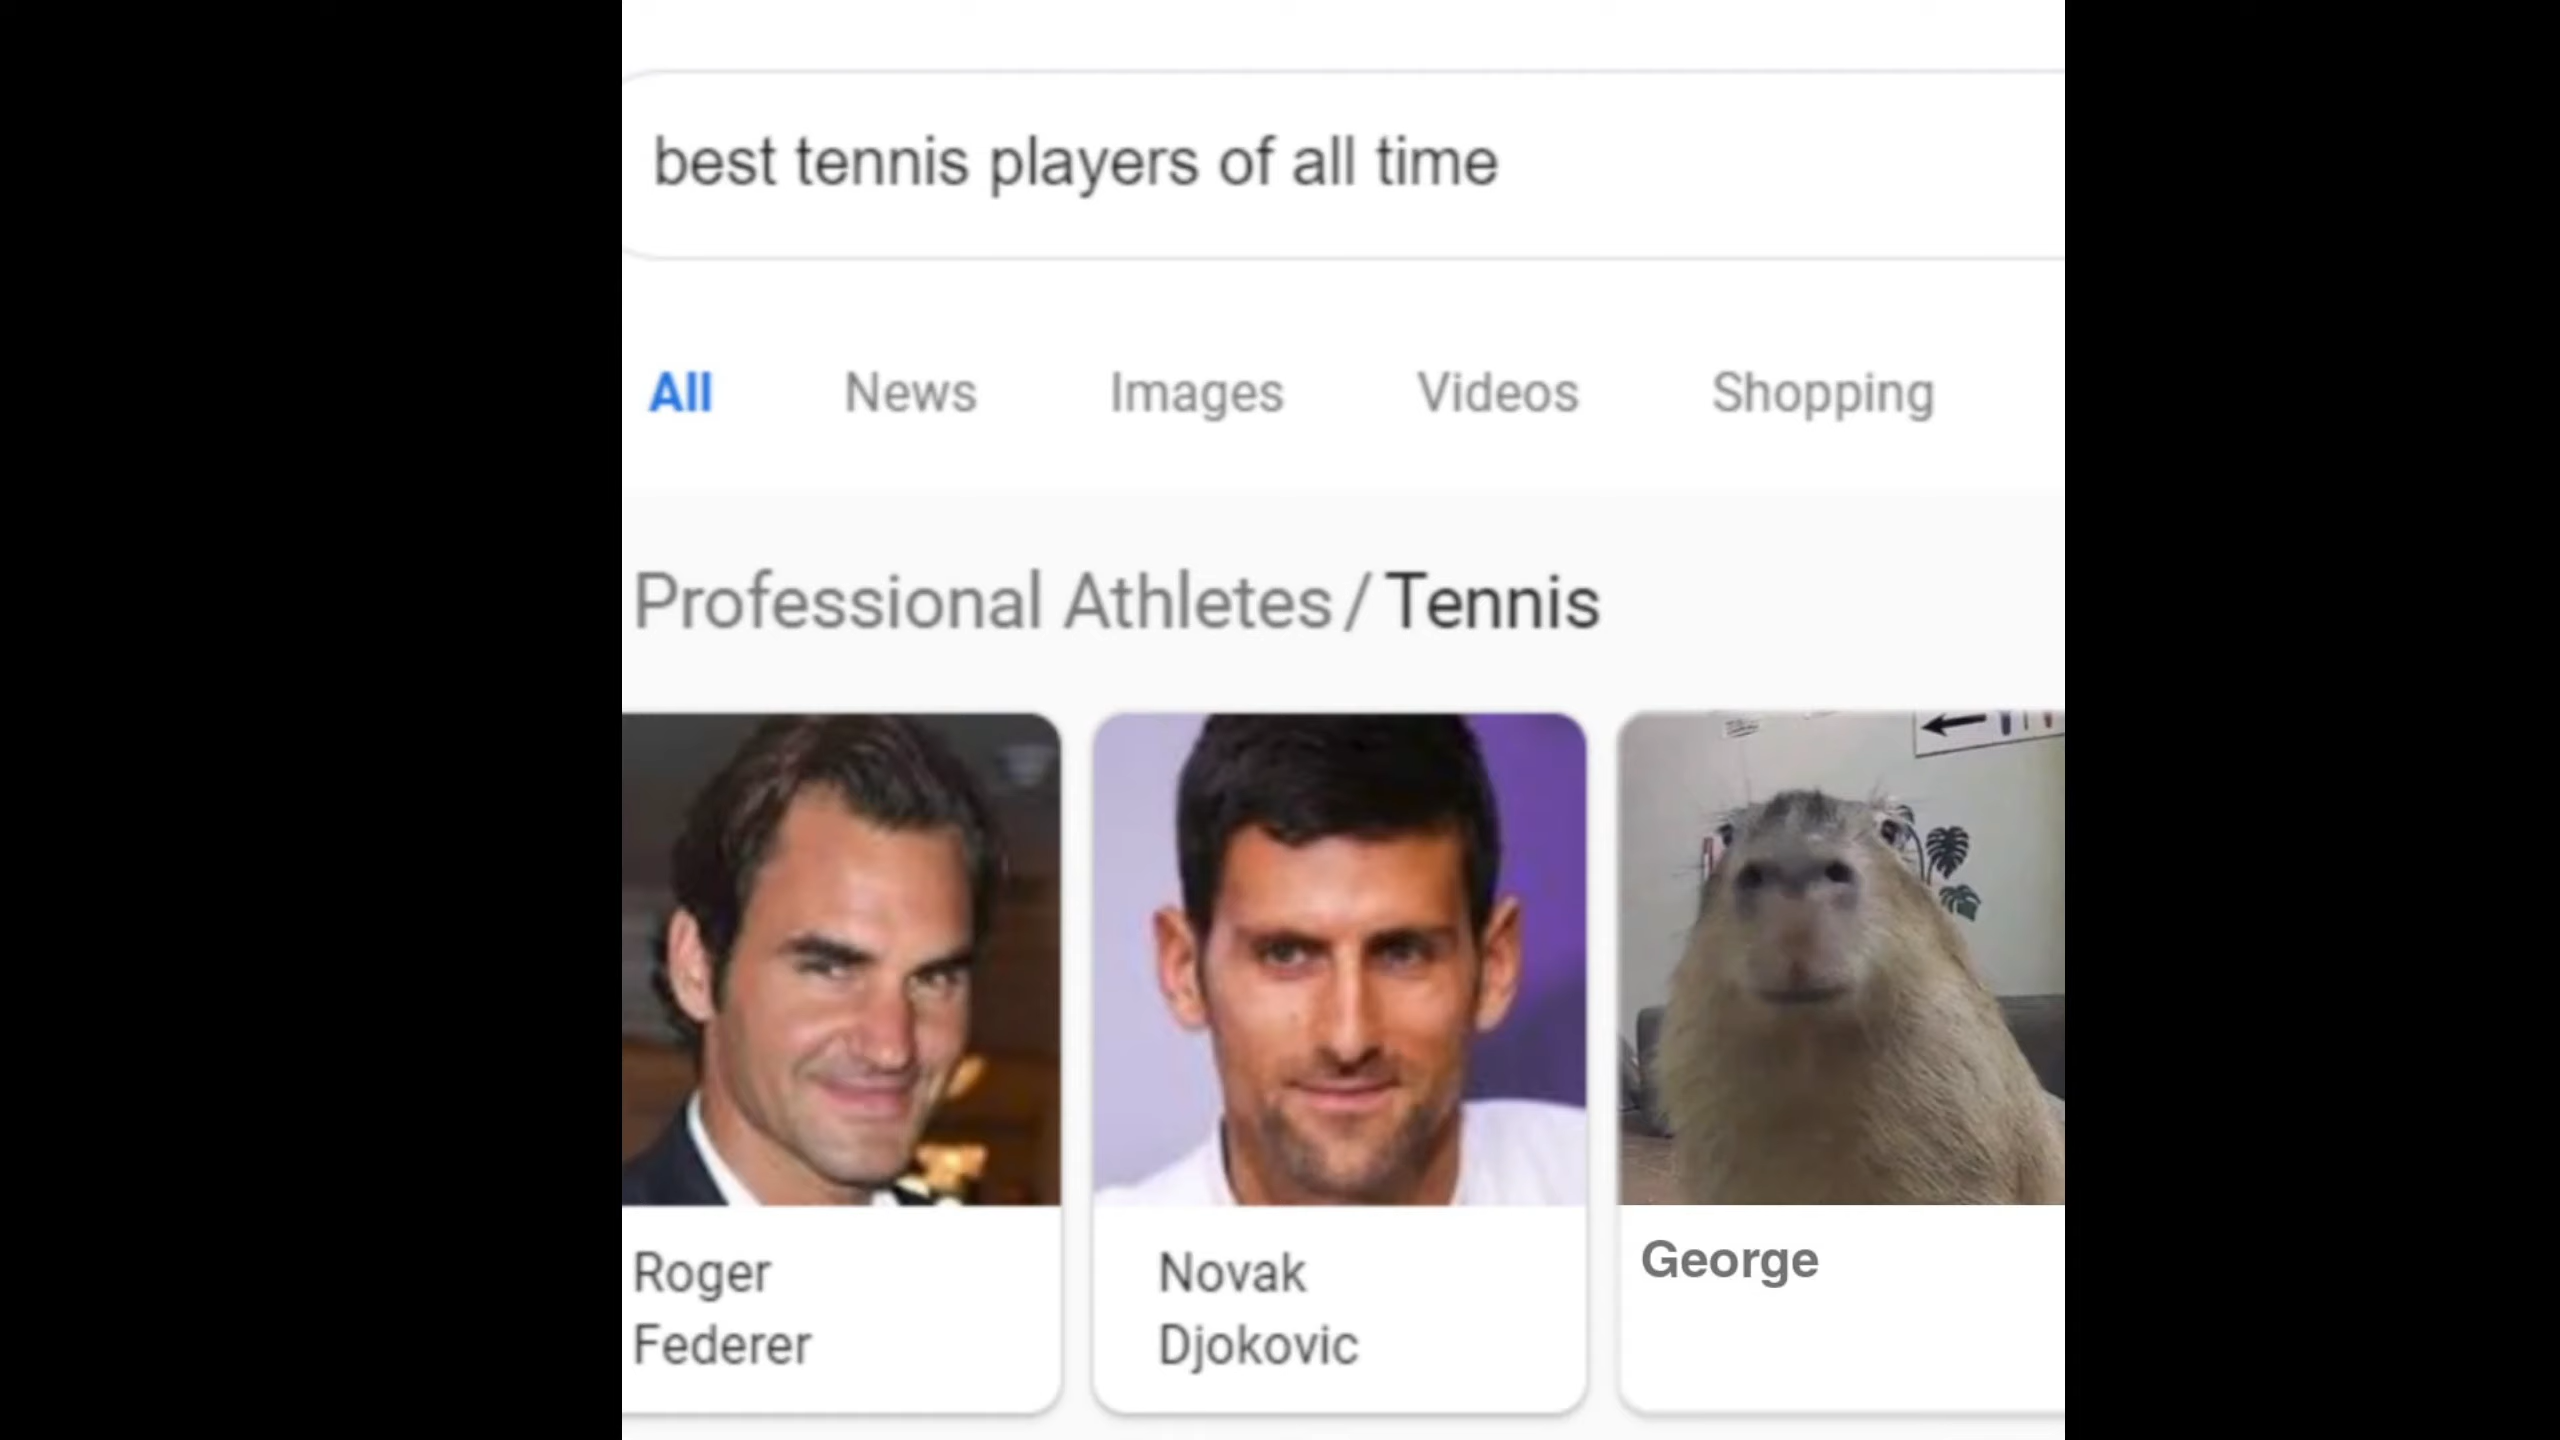 best tennis players of all time
All News Images Videos Shopping
Professional Athletes / Tennis
Roger
Federer
Novak
Djokovic
George